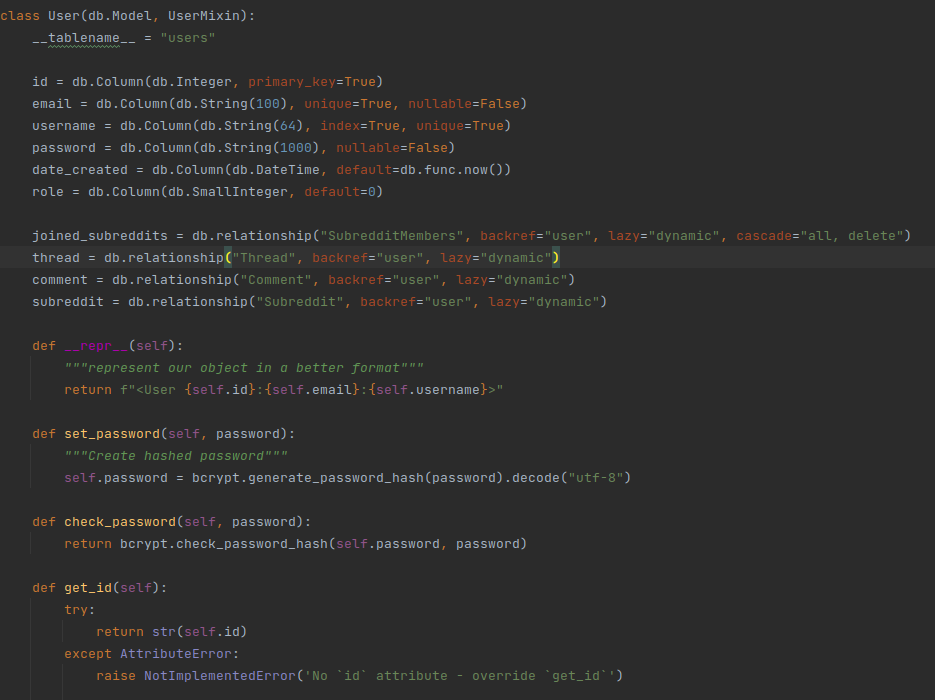 class User(db.Model, UserMixin):
    __tablename__ = "users"

    id = db.Column(db.Integer, primary_key=True)
    email = db.Column(db.String(100), unique=True, nullable=False)
    username = db.Column(db.String(64), index=True, unique=True)
    password = db.Column(db.String(1000), nullable=False)
    date_created = db.Column(db.DateTime, default=db.func.now())
    role = db.Column(db.SmallInteger, default=0)

    joined_subreddits = db.relationship("SubredditMembers", backref="user", lazy="dynamic", cascade="all, delete")
    thread = db.relationship("Thread", backref="user", lazy="dynamic")
    comment = db.relationship("Comment", backref="user", lazy="dynamic")
    subreddit = db.relationship("Subreddit", backref="user", lazy="dynamic")

    def __repr__(self):
        """represent our object in a better format"""
        return f"<User {self.id}:{self.email}:{self.username}>"

    def set_password(self, password):
        """Create hashed password"""
        self.password = bcrypt.generate_password_hash(password).decode("utf-8")

    def check_password(self, password):
        return bcrypt.check_password_hash(self.password, password)

    def get_id(self):
        try:
            return str(self.id)
        except AttributeError:
            raise NotImplementedError('No `id` attribute - override `get_id`')